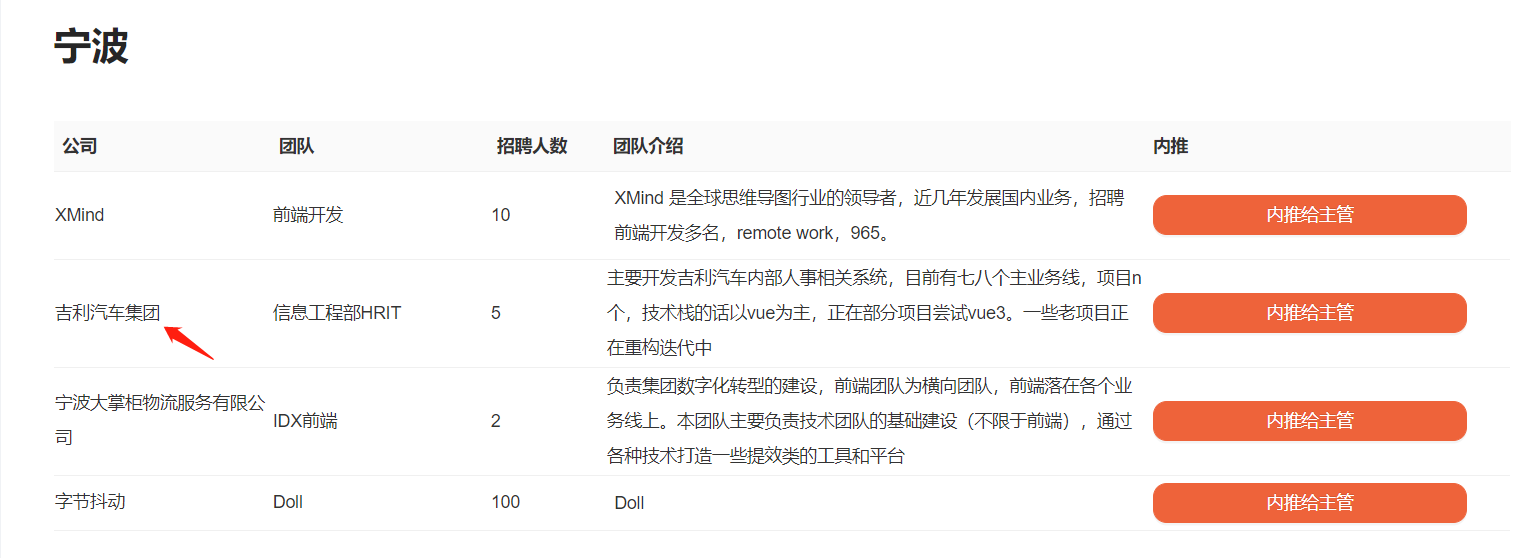 宁波
公司 团队 招聘人数 团队介绍 内推
XMind 前端开发 10 XMind 是全球思维导图行业的领导者，近几年发展国内业务，招聘
前端开发多名，remote work，965。
内推给主管
吉利汽车集团 信息工程部HRIT 5 主要开发吉利汽车内部人事相关系统，目前有七八个主业务线，项目n
个，技术栈的话以vue为主，正在部分项目尝试vue3。一些老项目正
在重构迭代中
内推给主管
宁波大掌柜物流服务有限公
司
IDX前端 2 负责集团数字化转型的建设，前端团队为横向团队，前端落在各个业
务线上。本团队主要负责技术团队的基础建设（不限于前端），通过
各种技术打造一些提效类的工具和平台
内推给主管
字节抖动 Doll 100 Doll 内推给主管